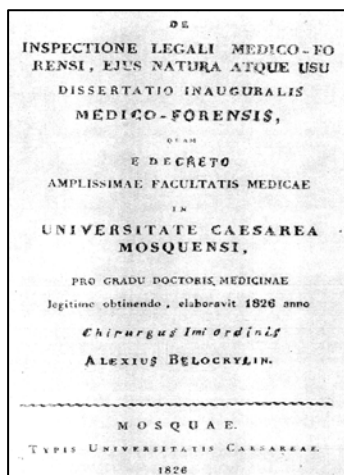 DE
INSPECTIONE LEGALI MEDICO-FO
RENSI, EJUS NATURA ATQUE USU
DISSERTATIO INAUGURALIS
MEDICO-FORENSIS,
QUAM
E DECRETO
AMPLISSIMAE FACULTATIS MEDICAE
IN
UNIVERSITATE CAESAREA
MOSQUENSI,
PRO GRADU DOCTORIS MEDICINAE
legitime obtinendo, elaboravit 1826 anno
Chirurgus Imi Ordinis
ALEXIUS BELOCRYLIN.
MOSQUAE.
TYPIS UNIVERSITATIS CAESAREAE.
1826